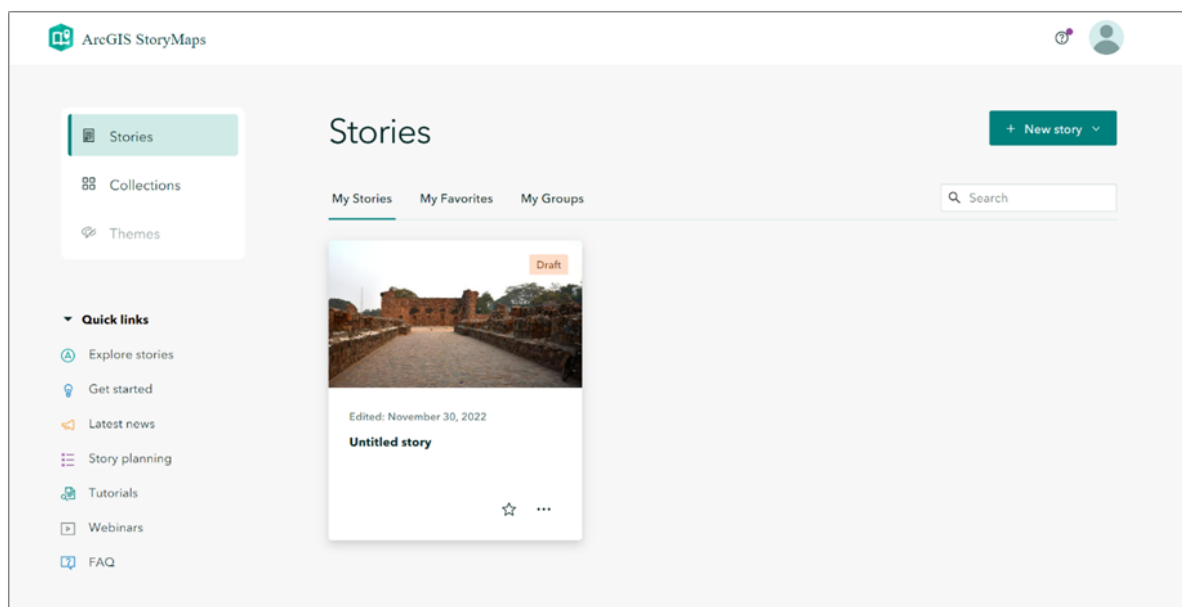 ArcGIS StoryMaps
Stories
Collections
Themes
Quick links
Explore stories
Get started
Latest news
Story planning
Tutorials
Webinars
FAQ
Stories
+ New story
My Stories My Favorites My Groups
Search
Draft
Edited: November 30, 2022
Untitled story